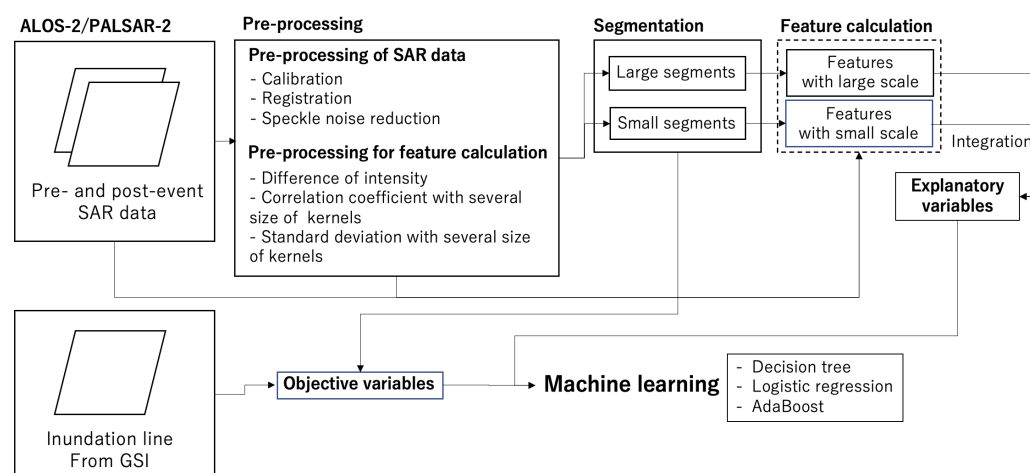 ALOS-2/PALSAR-2
Pre- and post-event
SAR data
Pre-processing
Pre-processing of SAR data
- Calibration
- Registration
- Speckle noise reduction
Pre-processing for feature calculation
- Difference of intensity
- Correlation coefficient with several
size of kernels
- Standard deviation with several size
of kernels
Segmentation
Large segments
Small segments
Feature calculation
Features
with large scale
Features
with small scale
Integration
Explanatory
variables
Inundation line
From GSI
Objective variables
Machine learning
- Decision tree
- Logistic regression
- AdaBoost